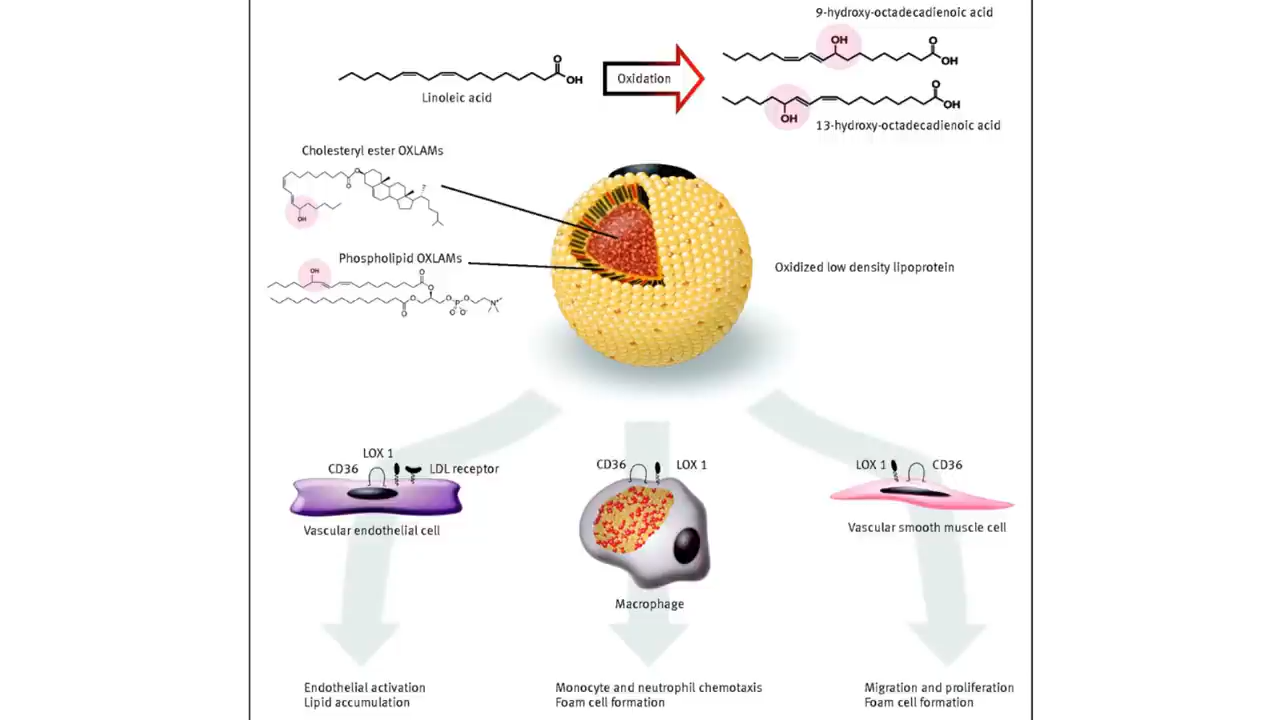 9-hydroxy-octadecadienoic acid
OH
O
OH
Oxidation
O
OH
Linoleic acid
O
OH
OH
13-hydroxy-octadecadienoic acid
Cholesteryl ester OXLAMs
O
O
OH
Phospholipid OXLAMs
OH
O
O
O
O
O
P
O
N+
O
O-
Oxidized low density lipoprotein
LOX 1
CD36
LDL receptor
Vascular endothelial cell
CD36
LOX 1
Macrophage
LOX 1
CD36
Vascular smooth muscle cell
Endothelial activation
Lipid accumulation
Monocyte and neutrophil chemotaxis
Foam cell formation
Migration and proliferation
Foam cell formation